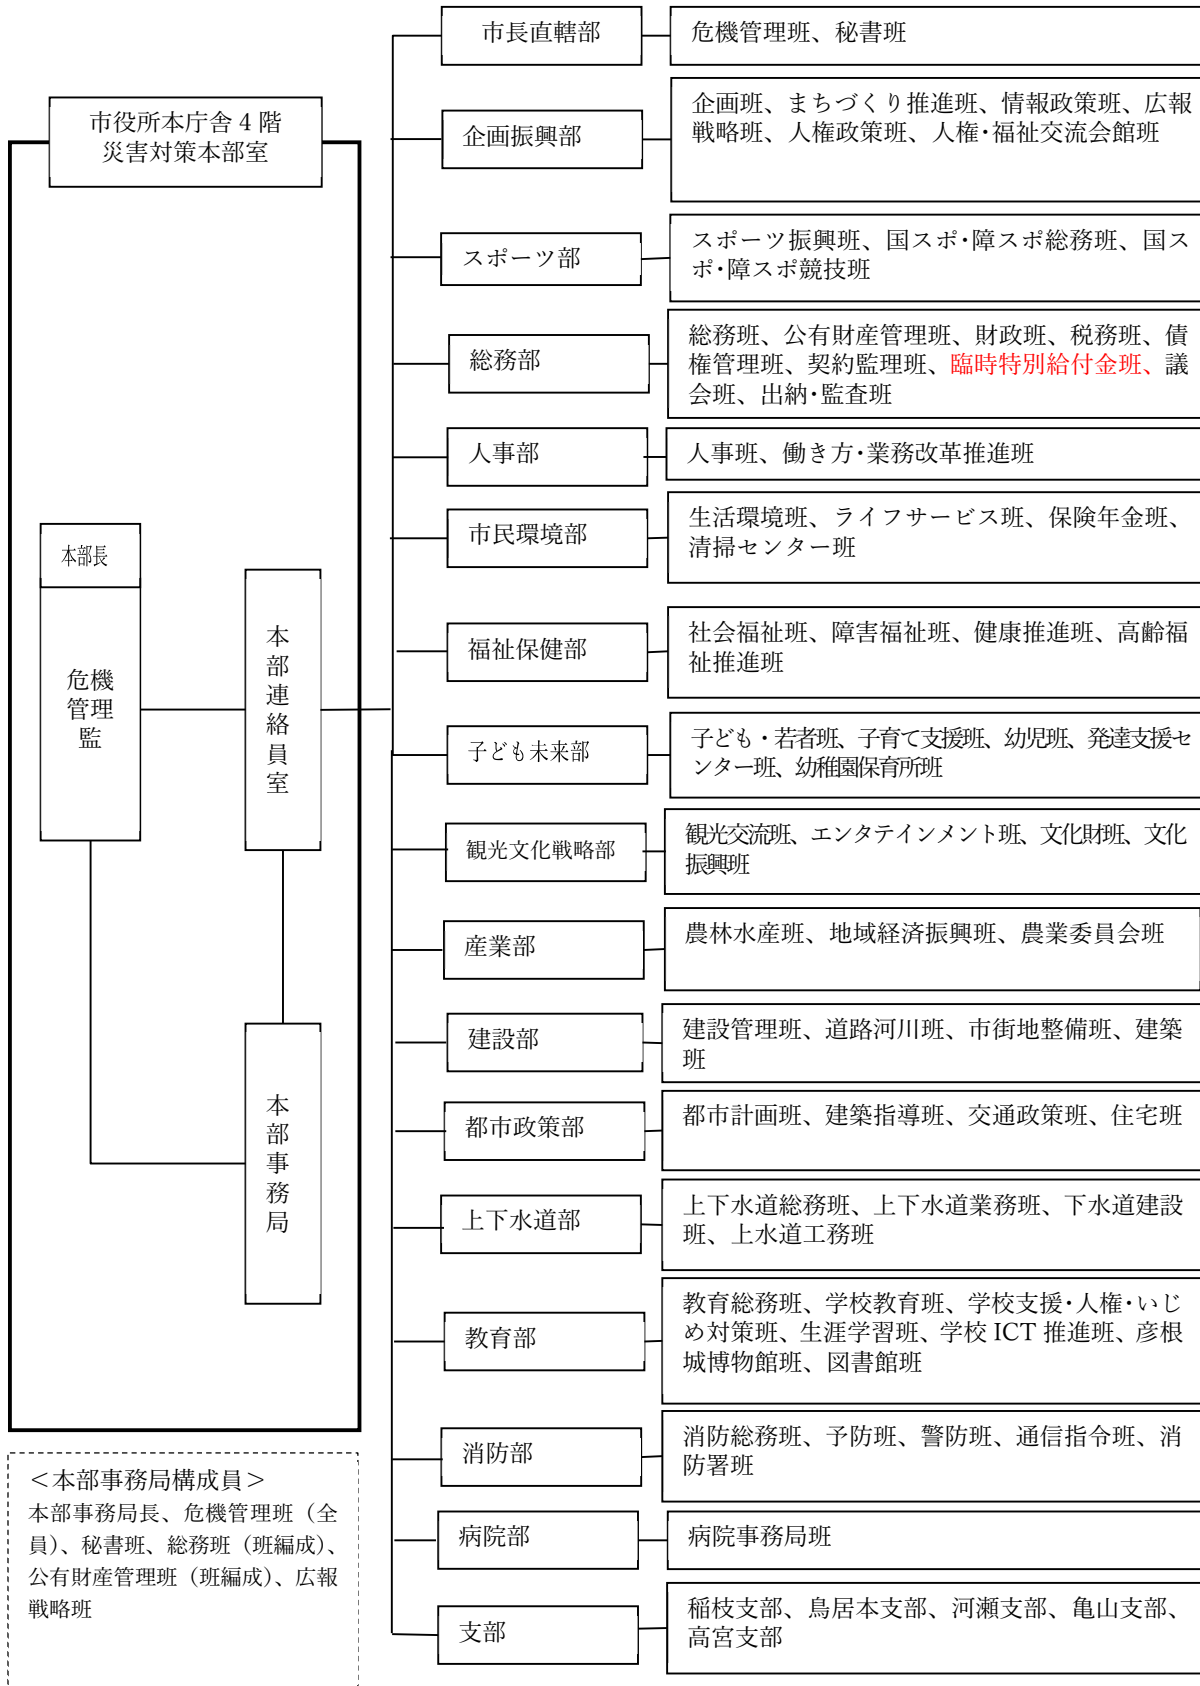 市役所本庁舎 4 階
災害対策本部室
本部長
危機
管理
監
本部連絡員室
本部事務局
＜本部事務局構成員＞
本部事務局長、危機管理班（全
員）、秘書班、総務班（班編成）、
公有財産管理班（班編成）、広報
戦略班
市長直轄部
危機管理班、秘書班
企画振興部
企画班、まちづくり推進班、情報政策班、広報
戦略班、人権政策班、人権・福祉交流会館班
スポーツ部
スポーツ振興班、国スポ・障スポ総務班、国ス
ポ・障スポ競技班
総務部
総務班、公有財産管理班、財政班、税務班、債
権管理班、契約監理班、臨時特別給付金班、議
会班、出納・監査班
人事部
人事班、働き方・業務改革推進班
市民環境部
生活環境班、ライフサービス班、保険年金班、
清掃センター班
福祉保健部
社会福祉班、障害福祉班、健康推進班、高齢福
祉推進班
子ども未来部
子ども・若者班、子育て支援班、幼児班、発達支援セ
ンター班、幼稚園保育所班
観光文化戦略部
観光交流班、エンタテインメント班、文化財班、文化
振興班
産業部
農林水産班、地域経済振興班、農業委員会班
建設部
建設管理班、道路河川班、市街地整備班、建築
班
都市政策部
都市計画班、建築指導班、交通政策班、住宅班
上下水道部
上下水道総務班、上下水道業務班、下水道建設
班、上水道工務班
教育部
教育総務班、学校教育班、学校支援・人権・いじ
め対策班、生涯学習班、学校 ICT 推進班、彦根
城博物館班、図書館班
消防部
消防総務班、予防班、警防班、通信指令班、消
防署班
病院部
病院事務局班
支部
稲枝支部、鳥居本支部、河瀬支部、亀山支部、
高宮支部